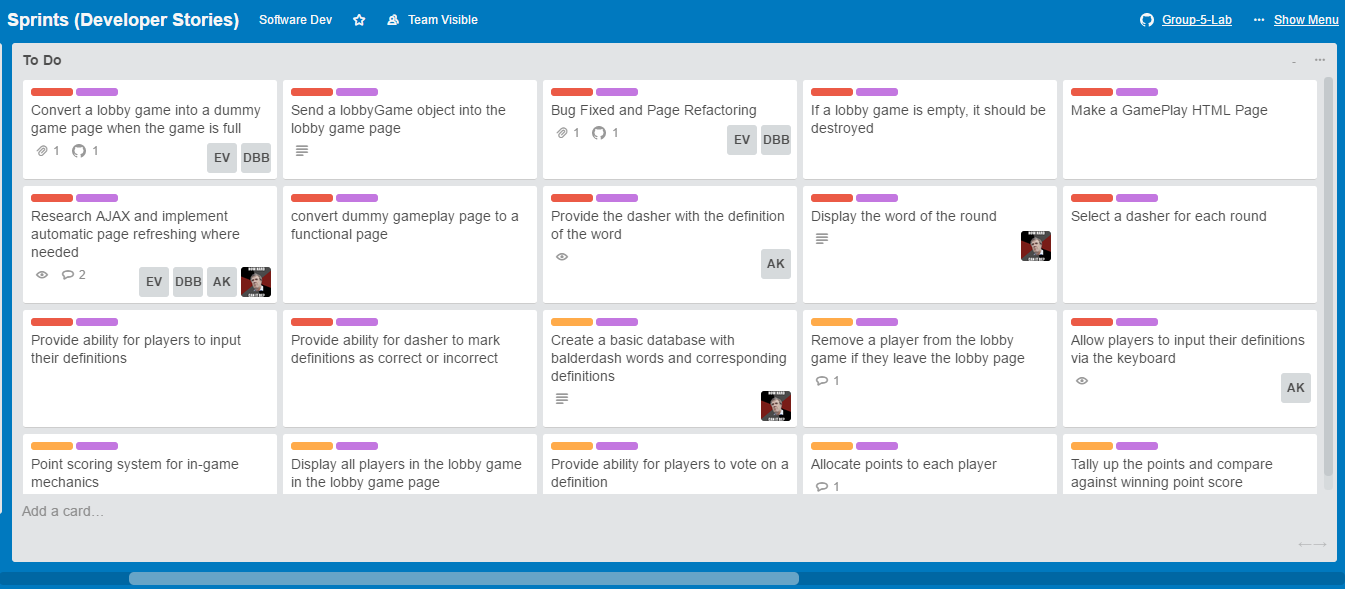 Sprints (Developer Stories) Software Dev Team Visible Group-5-Lab ... Show Menu
To Do - ...
Convert a lobby game into a dummy
game page when the game is full
1 1
EV DBB
Send a lobbyGame object into the
lobby game page
Bug Fixed and Page Refactoring
1 1
EV DBB
If a lobby game is empty, it should be
destroyed
Make a GamePlay HTML Page
Research AJAX and implement
automatic page refreshing where
needed
2
EV DBB AK
convert dummy gameplay page to a
functional page
Provide the dasher with the definition
of the word
AK
Display the word of the round
Select a dasher for each round
Provide ability for players to input
their definitions
Provide ability for dasher to mark
definitions as correct or incorrect
Create a basic database with
balderdash words and corresponding
definitions
Remove a player from the lobby
game if they leave the lobby page
1
Allow players to input their definitions
via the keyboard
AK
Point scoring system for in-game
mechanics
Display all players in the lobby game
in the lobby game page
Provide ability for players to vote on a
definition
Allocate points to each player
1
Tally up the points and compare
against winning point score
Add a card...